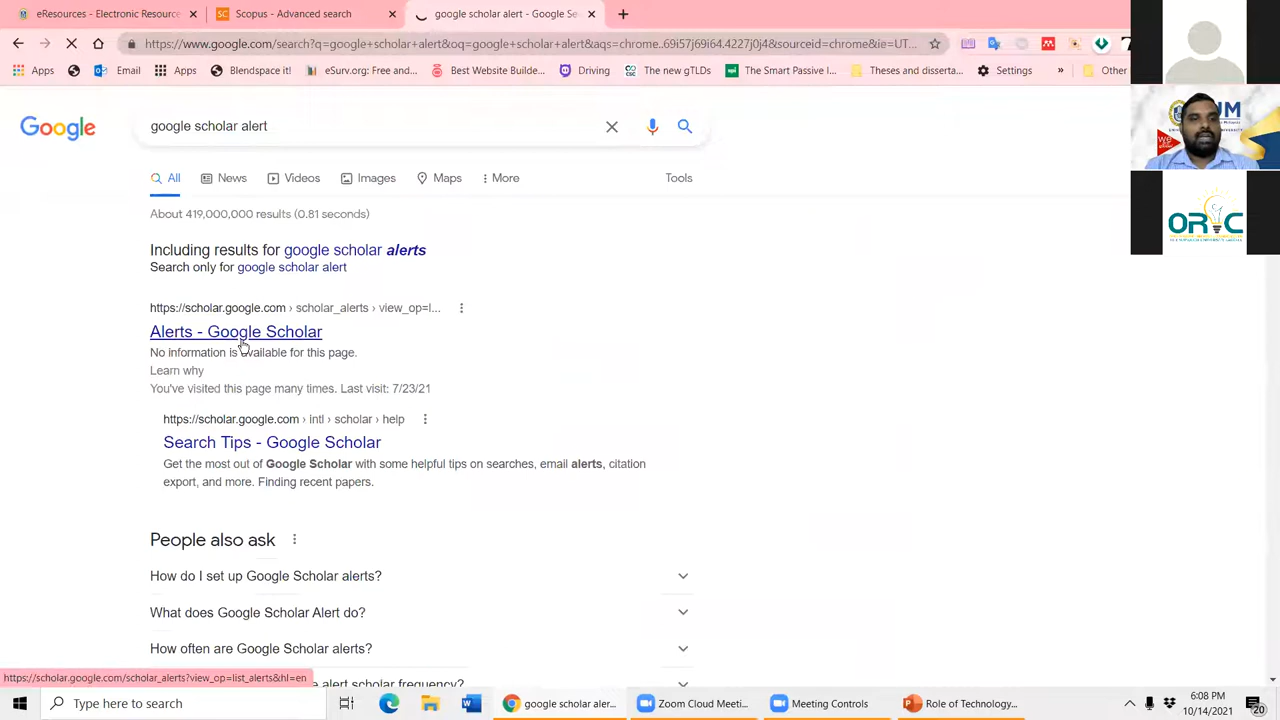 eResources - Electronic Resourc
Scopus - Advanced search
google scholar alert - Google Se
https://www.google.com/search?q=google+scholar+alert&oq=google+scholar+alert&aqs=chrome..69i57j69i64.4227j0j4&sourceid=chrome&ie=UT...
Apps
Email
Apps
Blendspace it!
eSurv.org: Free and...
Best Website Builde...
Driving
The new gTLDs
The Smart Passive I...
Theses and disserta...
Settings
»
Other
Google
google scholar alert
All
News
Videos
Images
Maps
More
Tools
About 419,000,000 results (0.81 seconds)
Including results for google scholar alerts
Search only for google scholar alert
https://scholar.google.com › scholar_alerts › view_op=l...
Alerts - Google Scholar
No information is available for this page.
Learn why
You've visited this page many times. Last visit: 7/23/21
https://scholar.google.com › intl › scholar › help
Search Tips - Google Scholar
Get the most out of Google Scholar with some helpful tips on searches, email alerts, citation
export, and more. Finding recent papers.
People also ask
How do I set up Google Scholar alerts?
What does Google Scholar Alert do?
How often are Google Scholar alerts?
e alert scholar frequency?
https://scholar.google.com/scholar_alerts?view_op=list_alerts&hl=en
Type here to search
google scholar aler...
Zoom Cloud Meeti...
Meeting Controls
Role of Technology...
6:08 PM
10/14/2021
20
UM
ORIC